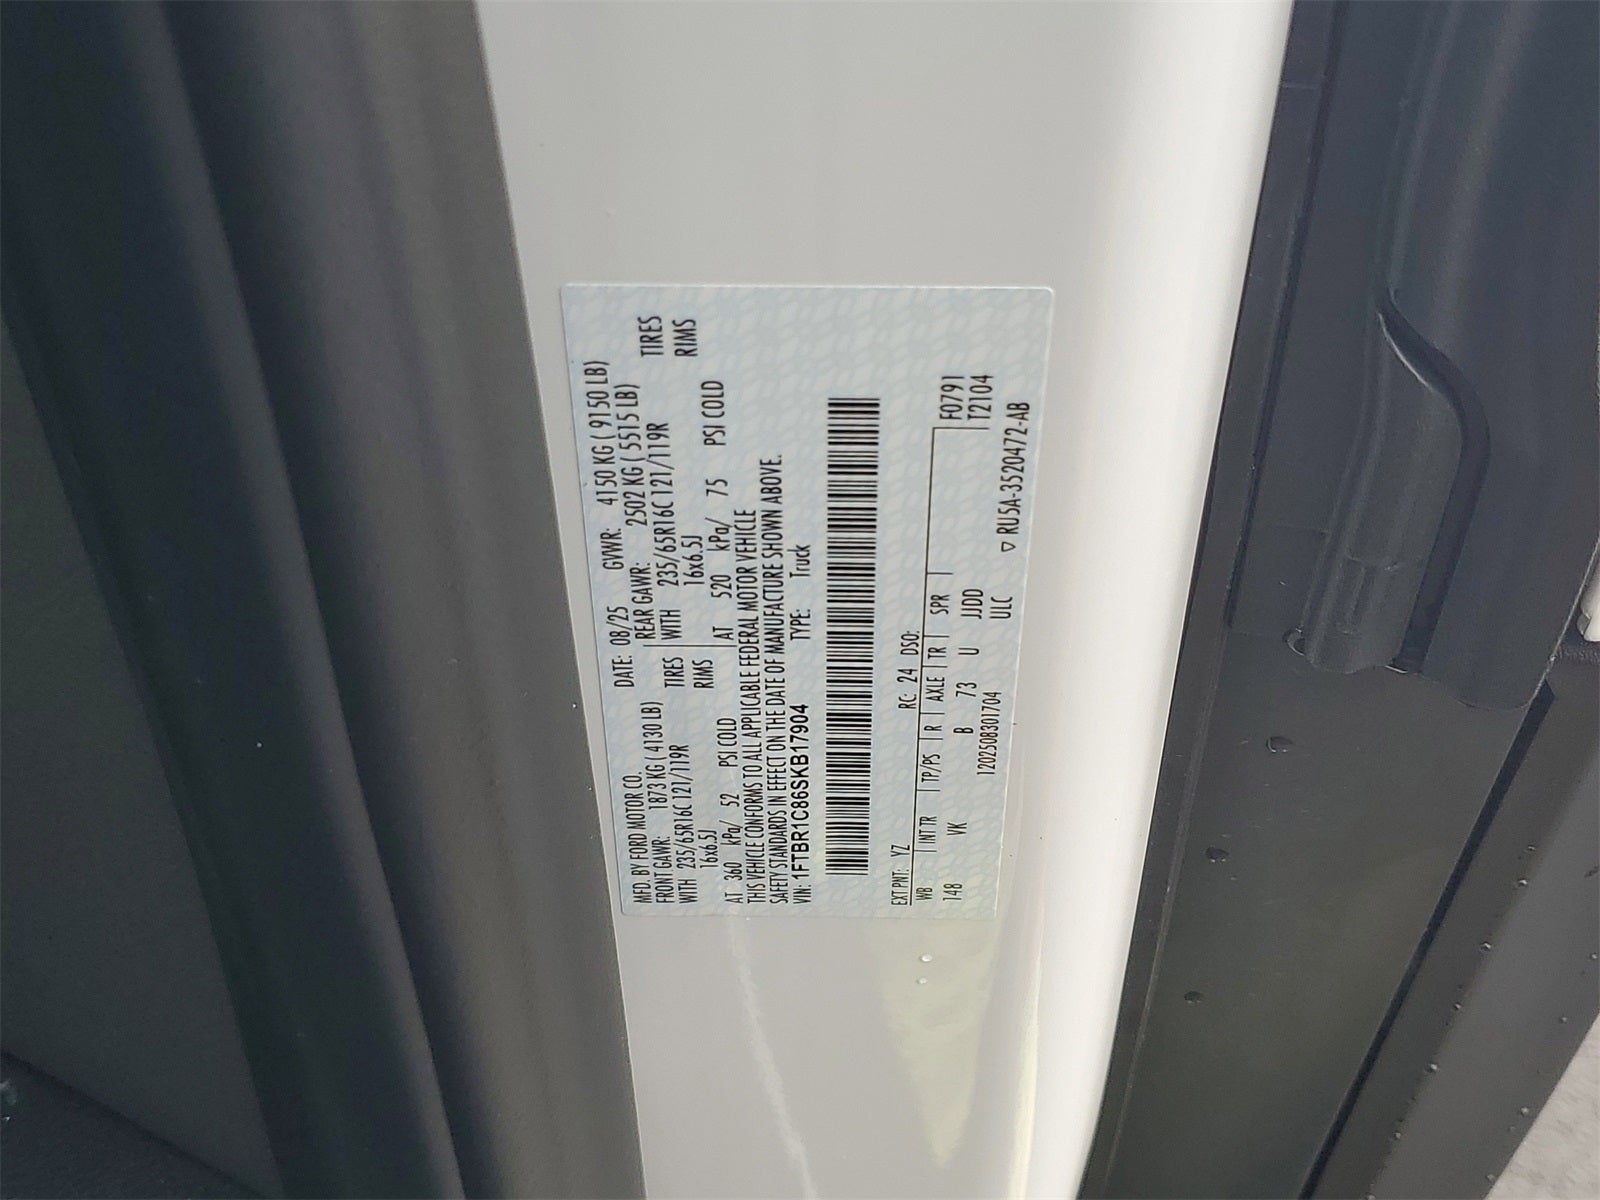 MFD. BY FORD MOTOR CO. DATE: 08/25 GVWR: 4150 KG ( 9150 LB)
FRONT GAWR: 1873 KG ( 4130 LB) REAR GAWR: 2502 KG ( 5515 LB)
WITH 235/65R16C 121/119R TIRES WITH 235/65R16C 121/119R TIRES
16x6.5J RIMS 16x6.5J RIMS
AT 360 kPa/ 52 PSI COLD AT 520 kPa/ 75 PSI COLD
THIS VEHICLE CONFORMS TO ALL APPLICABLE FEDERAL MOTOR VEHICLE
SAFETY STANDARDS IN EFFECT ON THE DATE OF MANUFACTURE SHOWN ABOVE.
VIN: 1FTBR1C86SKB17904 TYPE: Truck
EXT PNT: YZ RC: 24 DSO:
WB INT TR TP/PS R AXLE TR SPR F0791
148 VK B 73 U JJDD T2104
1202508301704 ULC
▽ RU5A-3520472-AB